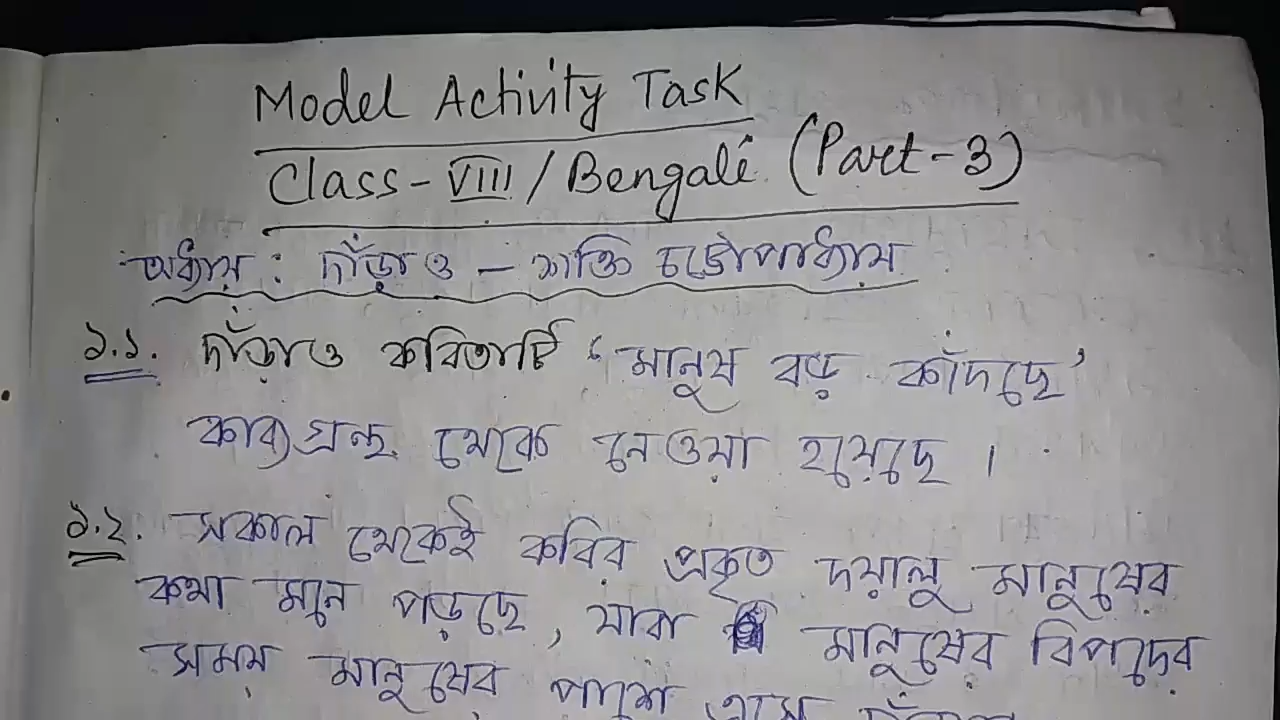 Model Activity Task
Class-VIII / Bengali (Part-3)
অধ্যায় : দাঁড়াও - শক্তি চট্টোপাধ্যায়
১.১. দাঁড়াও কবিতাটি 'মানুষ বড় কাঁদছে'
কাব্যগ্রন্থ থেকে নেওয়া হয়েছে ।
১.২. সকাল থেকেই কবির প্রকৃত দয়ালু মানুষের
কথা মনে পড়ছে, যারা মানুষের বিপদের
সময় মানুষের পাশে এসে